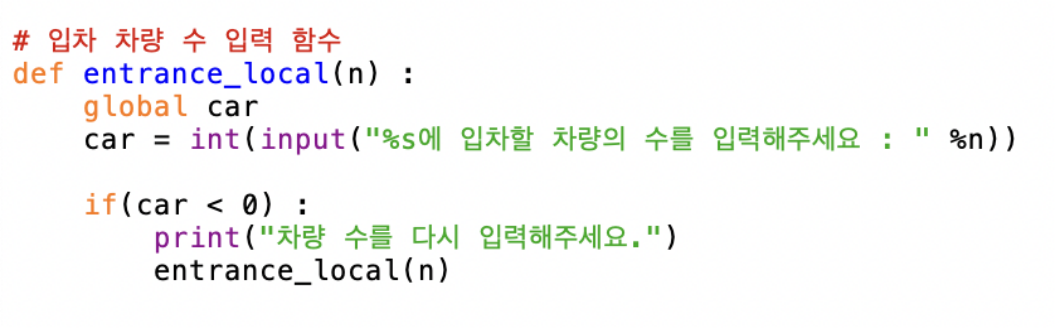 # 입차 차량 수 입력 함수
def entrance_local(n) :
    global car
    car = int(input("%s에 입차할 차량의 수를 입력해주세요 : " %n))
    if(car < 0) :
        print("차량 수를 다시 입력해주세요.")
        entrance_local(n)